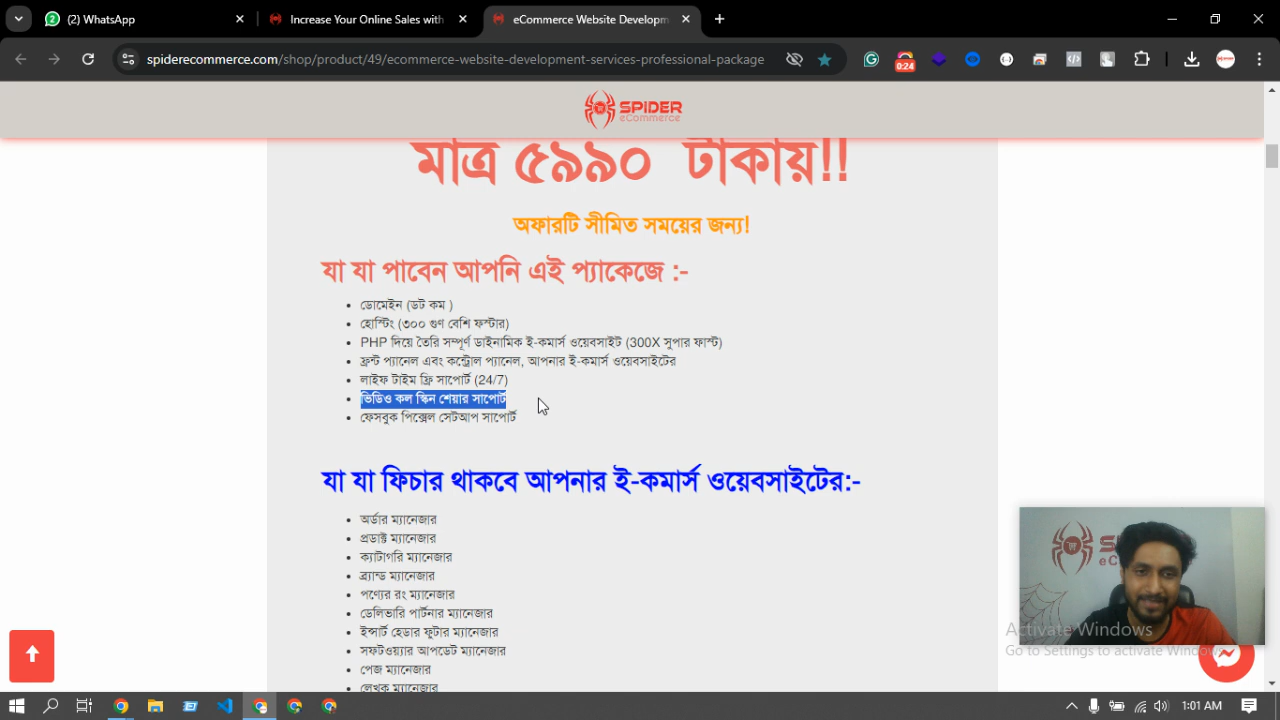 (2) WhatsApp
Increase Your Online Sales with
eCommerce Website Developm
spiderecommerce.com/shop/product/49/ecommerce-website-development-services-professional-package
0:24
SPIDER
eCommerce
মাত্র ৫৯৯০ টাকায়!!
অফারটি সীমিত সময়ের জন্য!
যা যা পাবেন আপনি এই প্যাকেজে :-
ডোমেইন (ডট কম )
হোস্টিং (৩০০ গুণ বেশি ফস্টার)
PHP দিয়ে তৈরি সম্পূর্ণ ডাইনামিক ই-কমার্স ওয়েবসাইট (300X সুপার ফাস্ট)
ফ্রন্ট প্যানেল এবং কন্ট্রোল প্যানেল, আপনার ই-কমার্স ওয়েবসাইটের
লাইফ টাইম ফ্রি সাপোর্ট (24/7)
ভিডিও কল স্কিন শেয়ার সাপোর্ট
ফেসবুক পিক্সেল সেটআপ সাপোর্ট
যা যা ফিচার থাকবে আপনার ই-কমার্স ওয়েবসাইটের:-
অর্ডার ম্যানেজার
প্রডাক্ট ম্যানেজার
ক্যাটাগরি ম্যানেজার
ব্র্যান্ড ম্যানেজার
পণ্যের রং ম্যানেজার
ডেলিভারি পার্টনার ম্যানেজার
ইন্সার্ট হেডার ফুটার ম্যানেজার
সফটওয়্যার আপডেট ম্যানেজার
পেজ ম্যানেজার
লেখক ম্যানেজার
Activate Windows
Go to Settings to activate Windows.
1:01 AM